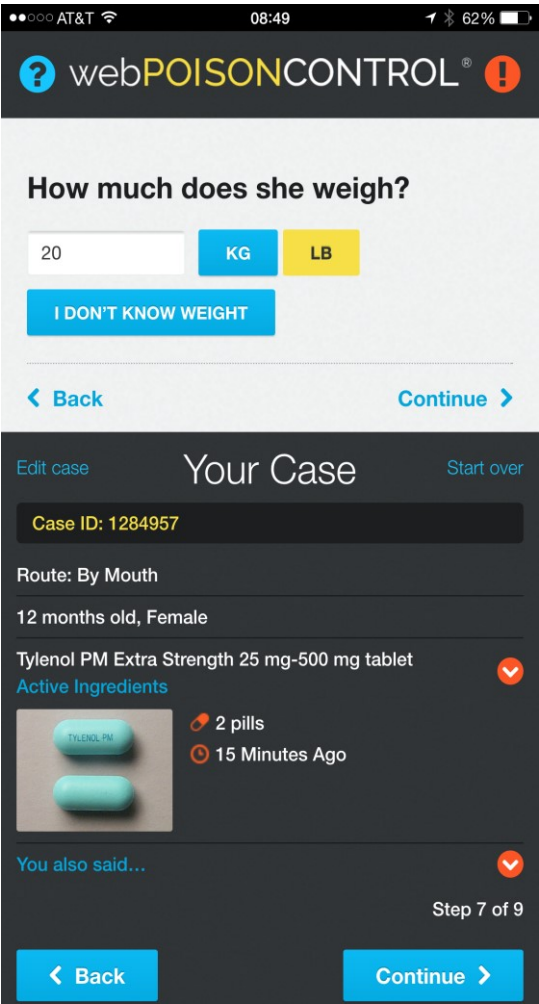 AT&T 08:49 62%
? webPOISONCONTROL® !
How much does she weigh?
20 KG LB
I DON'T KNOW WEIGHT
Back Continue
Edit case Your Case Start over
Case ID: 1284957
Route: By Mouth
12 months old, Female
Tylenol PM Extra Strength 25 mg-500 mg tablet
Active Ingredients
TYLENOL PM
2 pills
15 Minutes Ago
You also said...
Step 7 of 9
Back Continue